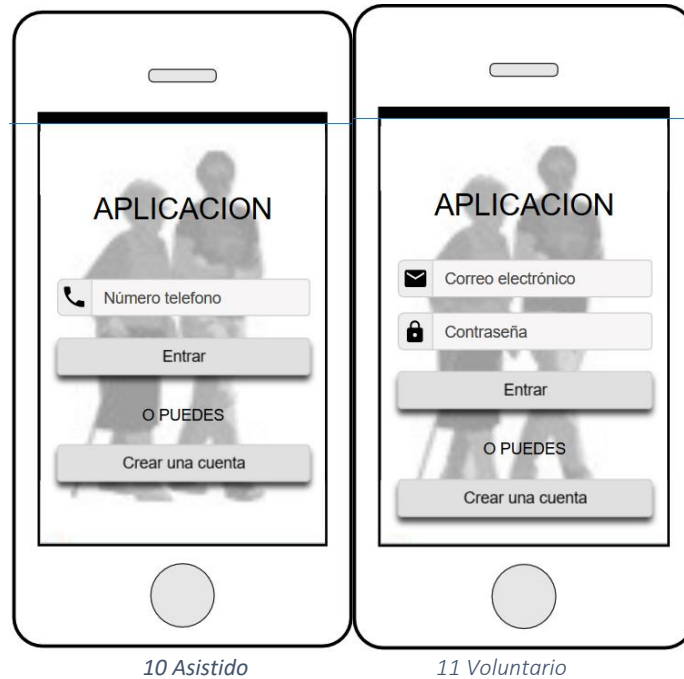 APLICACION
Número telefono
Entrar
O PUEDES
Crear una cuenta
10 Asistido
APLICACION
Correo electrónico
Contraseña
Entrar
O PUEDES
Crear una cuenta
11 Voluntario